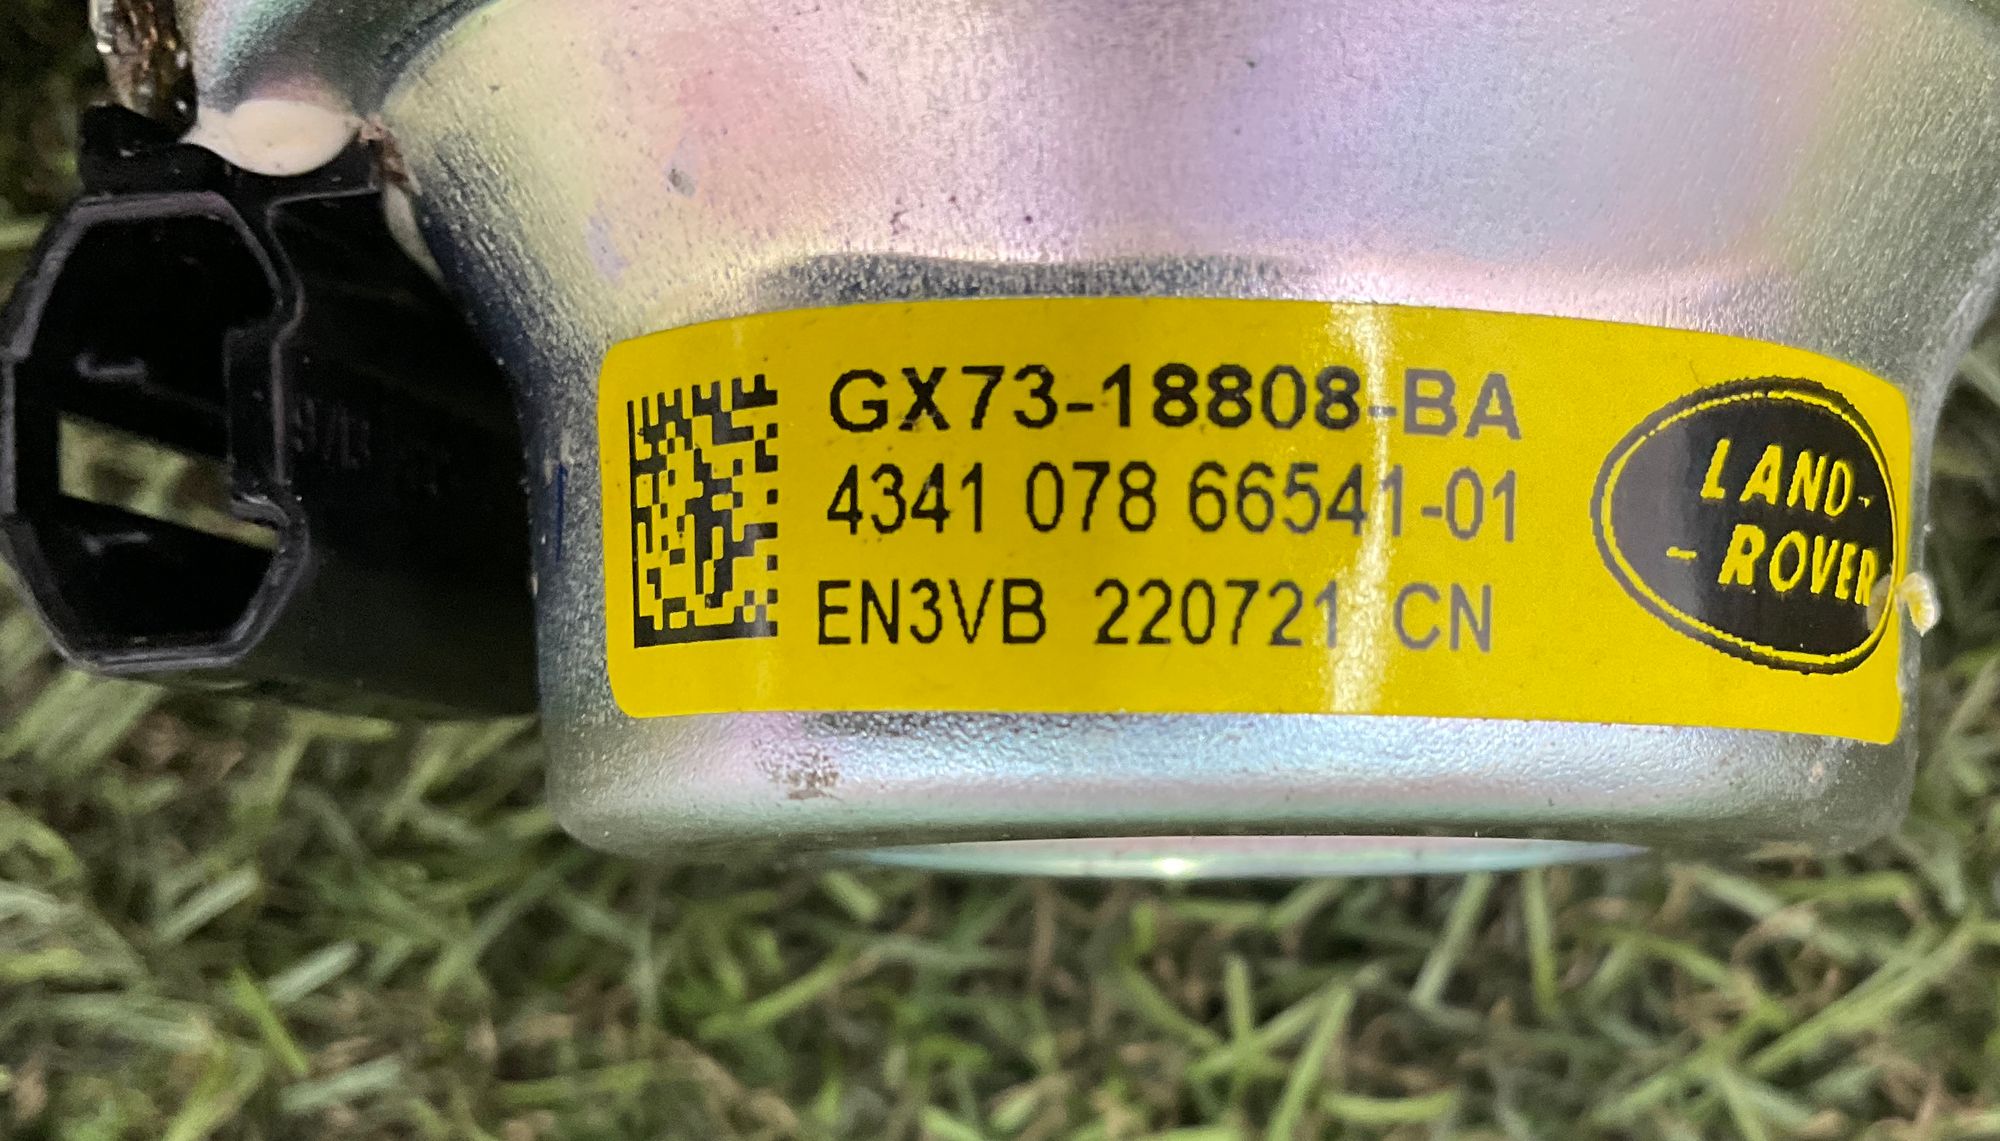 GX73-18808-BA
4341 078 66541-01
EN3VB 220721 CN
LAND-
-ROVER